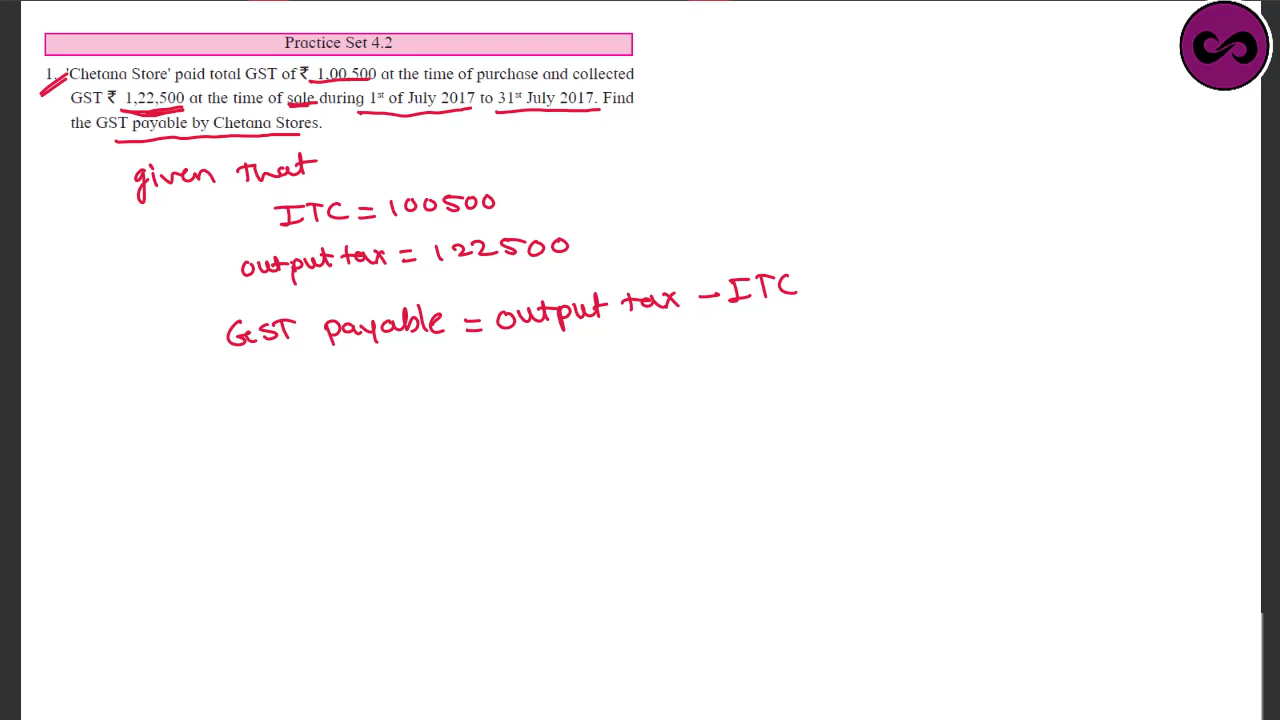 Practice Set 4.2
1. 'Chetana Store' paid total GST of ₹ 1,00,500 at the time of purchase and collected
GST ₹ 1,22,500 at the time of sale during 1st of July 2017 to 31st July 2017. Find
the GST payable by Chetana Stores.
given that
ITC = 100500
output tax = 122500
GST payable = output tax - ITC